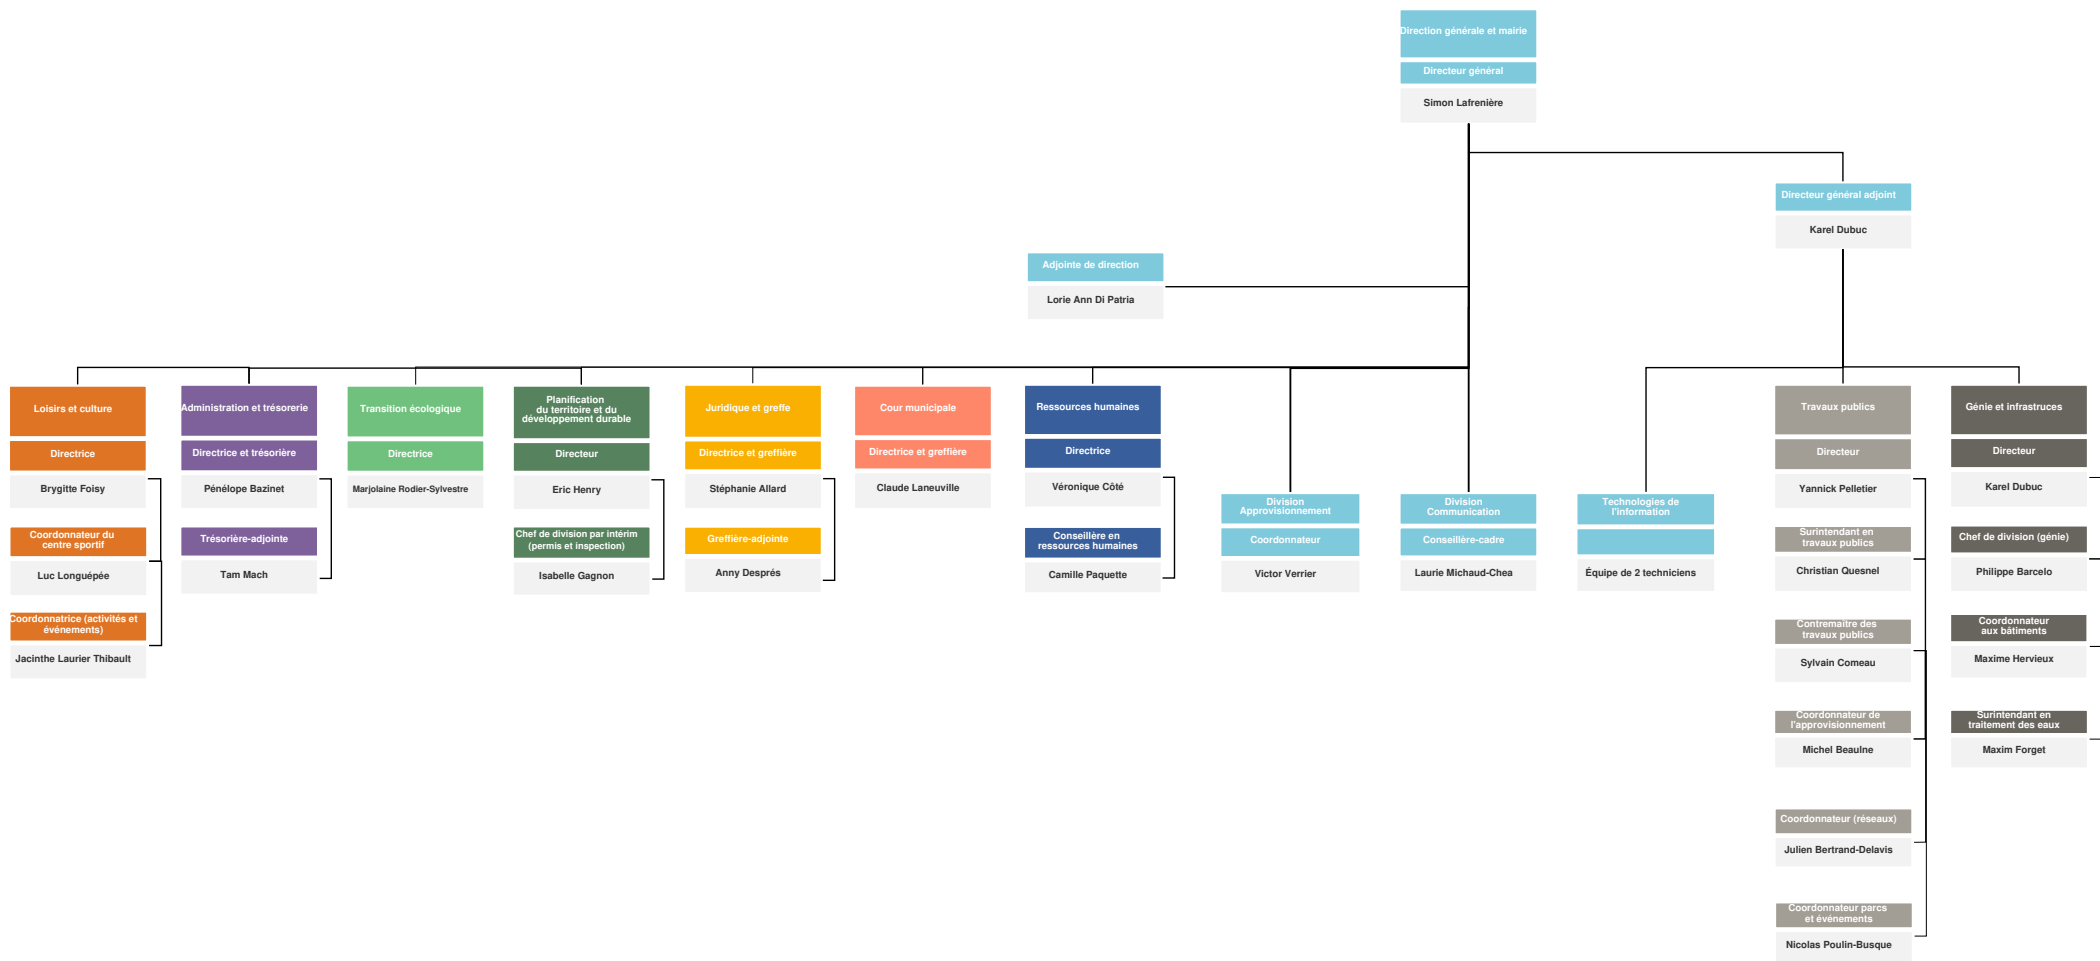 Direction générale et mairie
Directeur général
Simon Lafrenière
Directeur général adjoint
Karel Dubuc
Adjointe de direction
Lorie Ann Di Patria
Loisirs et culture
Directrice
Brygitte Foisy
Coordonnateur du
centre sportif
Luc Longuépée
Coordonnatrice (activités et
événements)
Jacinthe Laurier Thibault
Administration et trésorerie
Directrice et trésorière
Pénélope Bazinet
Trésorière-adjointe
Tam Mach
Transition écologique
Directrice
Marjolaine Rodier-Sylvestre
Planification
du territoire et du
développement durable
Directeur
Eric Henry
Chef de division par intérim
(permis et inspection)
Isabelle Gagnon
Juridique et greffe
Directrice et greffière
Stéphanie Allard
Greffière-adjointe
Anny Després
Cour municipale
Directrice et greffière
Claude Laneuville
Ressources humaines
Directrice
Véronique Côté
Conseillère en
ressources humaines
Camille Paquette
Division
Approvisionnement
Coordonnateur
Victor Verrier
Division
Communication
Conseillère-cadre
Laurie Michaud-Chea
Technologies de
l'information
Équipe de 2 techniciens
Travaux publics
Directeur
Yannick Pelletier
Surintendant en
travaux publics
Christian Quesnel
Contremaître des
travaux publics
Sylvain Comeau
Coordonnateur de
l'approvisionnement
Michel Beaulne
Coordonnateur (réseaux)
Julien Bertrand-Delavis
Coordonnateur parcs
et événements
Nicolas Poulin-Busque
Génie et infrastruces
Directeur
Karel Dubuc
Chef de division (génie)
Philippe Barcelo
Coordonnateur
aux bâtiments
Maxime Hervieux
Surintendant en
traitement des eaux
Maxim Forget